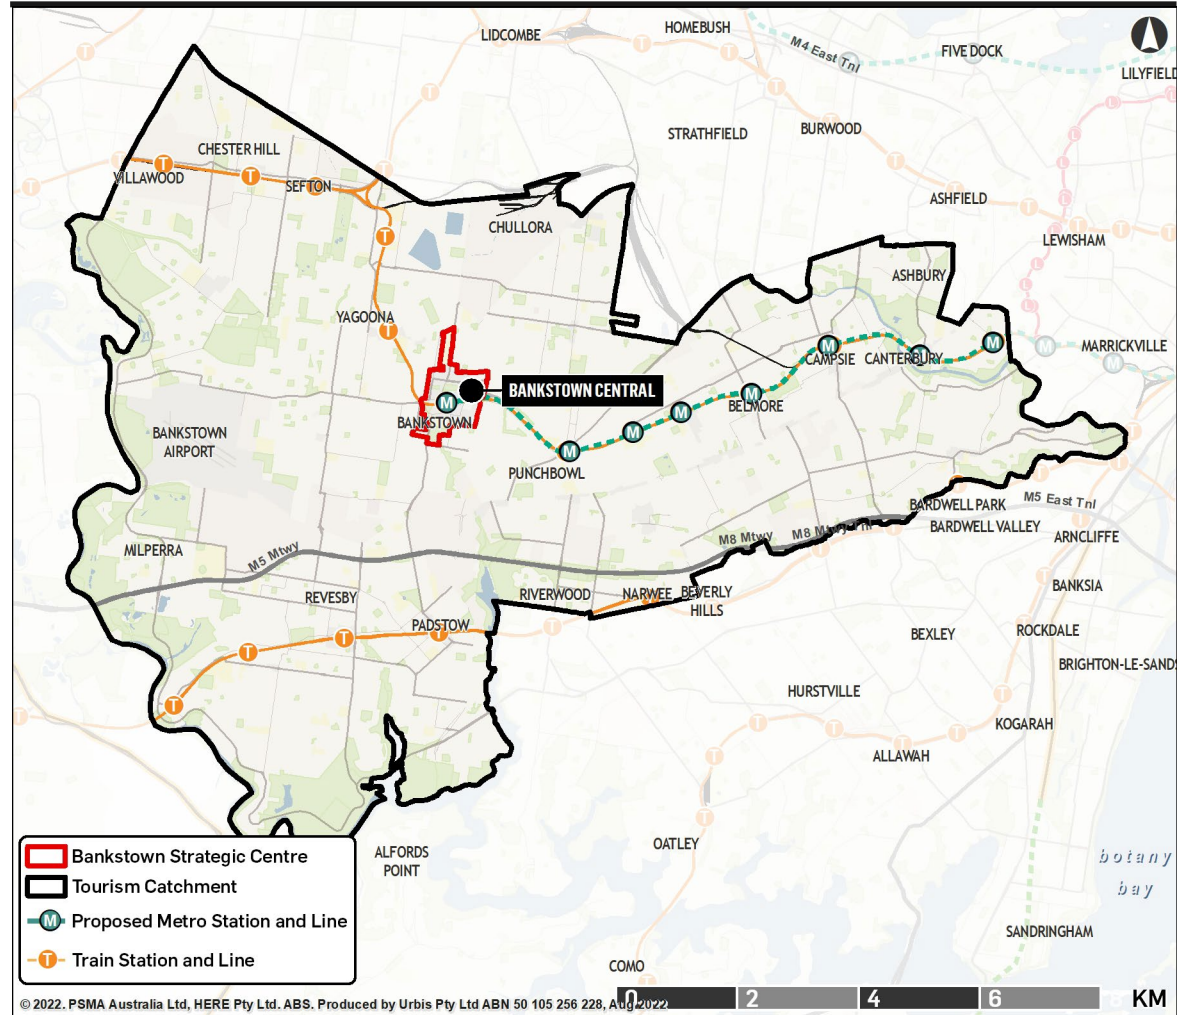 HOMEBUSH
LIDCOMBE
M4 East Tnl
FIVE DOCK
LILYFIELD
STRATHFIELD
BURWOOD
CHESTER HILL
VILLAWOOD
SEFTON
ASHFIELD
CHULLORA
LEWISHAM
ASHBURY
YAGOONA
MARRICKVILLE
CAMPSIE
CANTERBURY
BANKSTOWN CENTRAL
BELMORE
BANKSTOWN
BANKSTOWN
AIRPORT
PUNCHBOWL
BARDWELL PARK
M5 East Tnl
BARDWELL VALLEY
ARNCLIFFE
M8 Mtwy
M8 Mtwy Tnl
MILPERRA
M5 Mtwy
BANKSIA
REVESBY
RIVERWOOD
NARWEE
BEVERLY
HILLS
PADSTOW
BEXLEY
ROCKDALE
BRIGHTON-LE-SANDS
HURSTVILLE
KOGARAH
ALLAWAH
OATLEY
ALFORDS
POINT
botany
bay
SANDRINGHAM
COMO
Bankstown Strategic Centre
Tourism Catchment
M Proposed Metro Station and Line
T Train Station and Line
© 2022. PSMA Australia Ltd, HERE Pty Ltd. ABS. Produced by Urbis Pty Ltd ABN 50 105 256 228, Aug 2022
0 2 4 6 8 KM